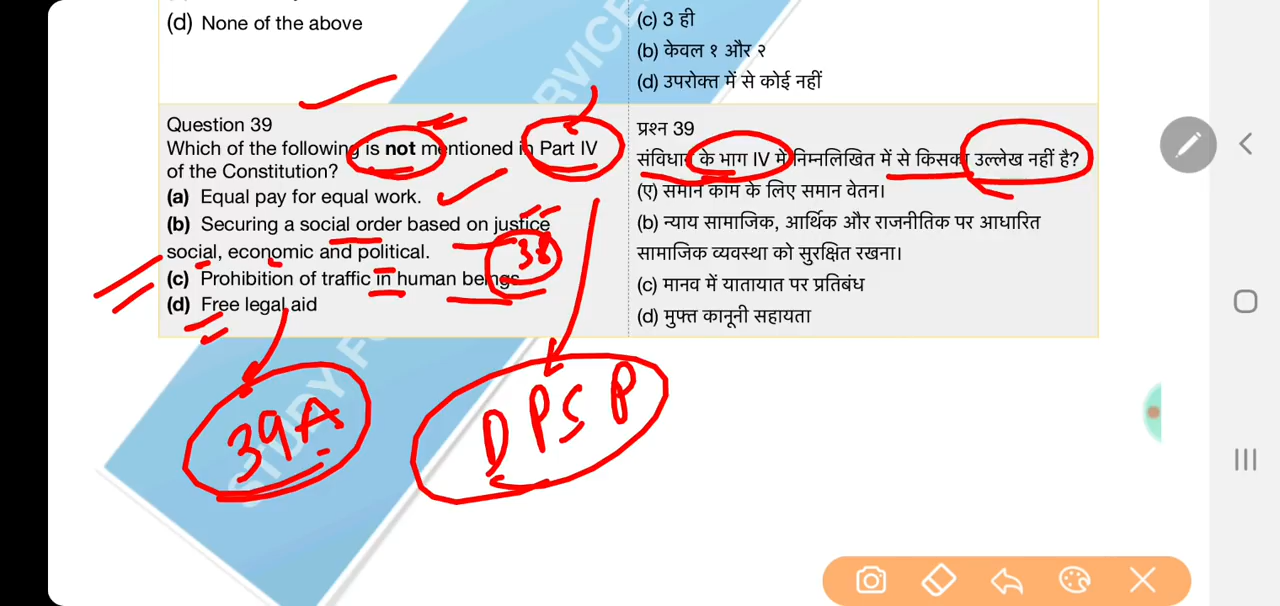 (d) None of the above
Question 39
Which of the following is not mentioned in Part IV
of the Constitution?
(a) Equal pay for equal work.
(b) Securing a social order based on justice
social, economic and political.
(c) Prohibition of traffic in human beings
(d) Free legal aid
38
39A
DPSP
(c) 3 ही
(b) केवल १ और २
(d) उपरोक्त में से कोई नहीं
प्रश्न 39
संविधान के भाग IV में निम्नलिखित में से किसका उल्लेख नहीं है?
(ए) समान काम के लिए समान वेतन।
(b) न्याय सामाजिक, आर्थिक और राजनीतिक पर आधारित
सामाजिक व्यवस्था को सुरक्षित रखना।
(c) मानव में यातायात पर प्रतिबंध
(d) मुफ्त कानूनी सहायता
STUDY FO
RVICES